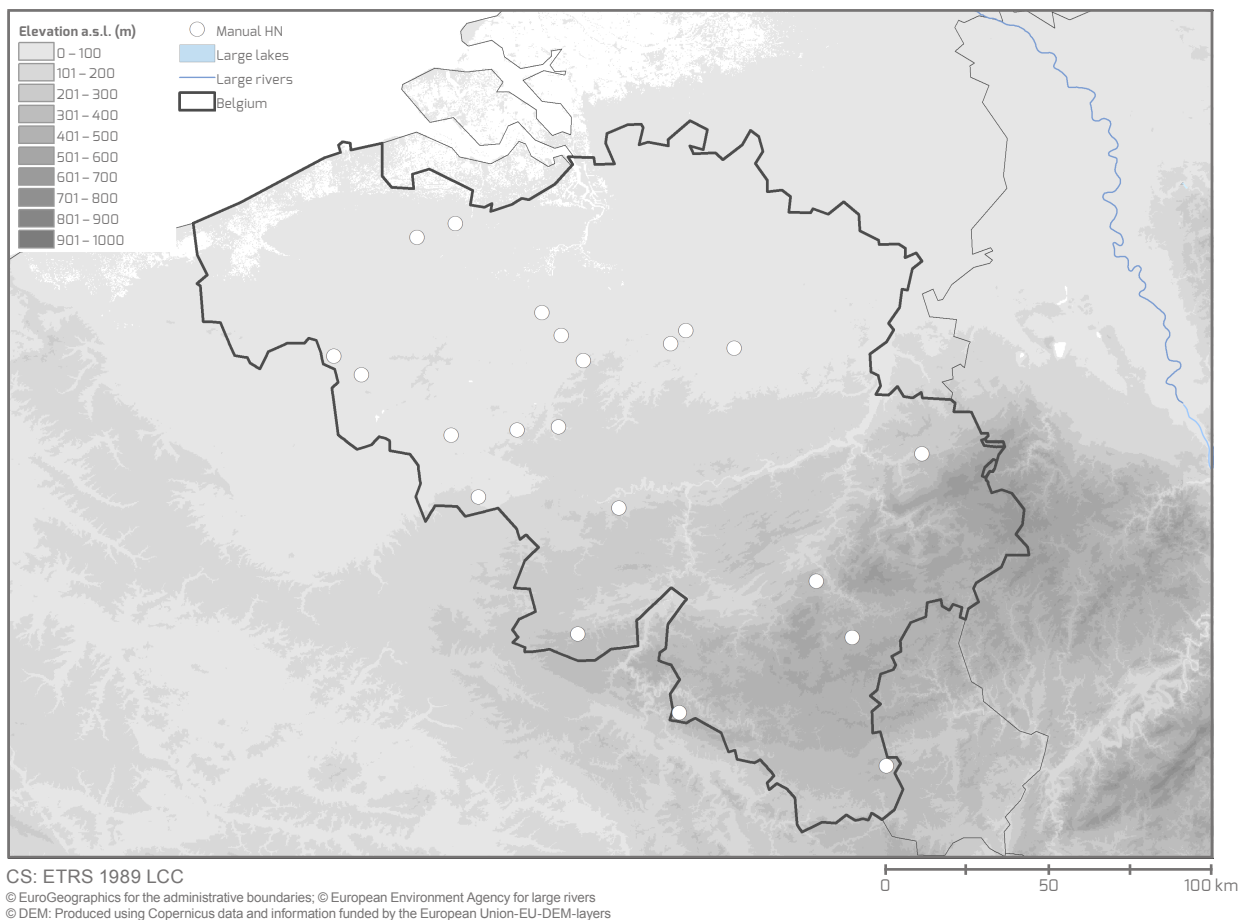 Elevation a.s.l. (m)
0 – 100
101 – 200
201 – 300
301 – 400
401 – 500
501 – 600
601 – 700
701 – 800
801 – 900
901 – 1000
Manual HN
Large lakes
Large rivers
Belgium
CS: ETRS 1989 LCC
© EuroGeographics for the administrative boundaries; © European Environment Agency for large rivers
© DEM: Produced using Copernicus data and information funded by the European Union-EU-DEM-layers
0 50 100 km